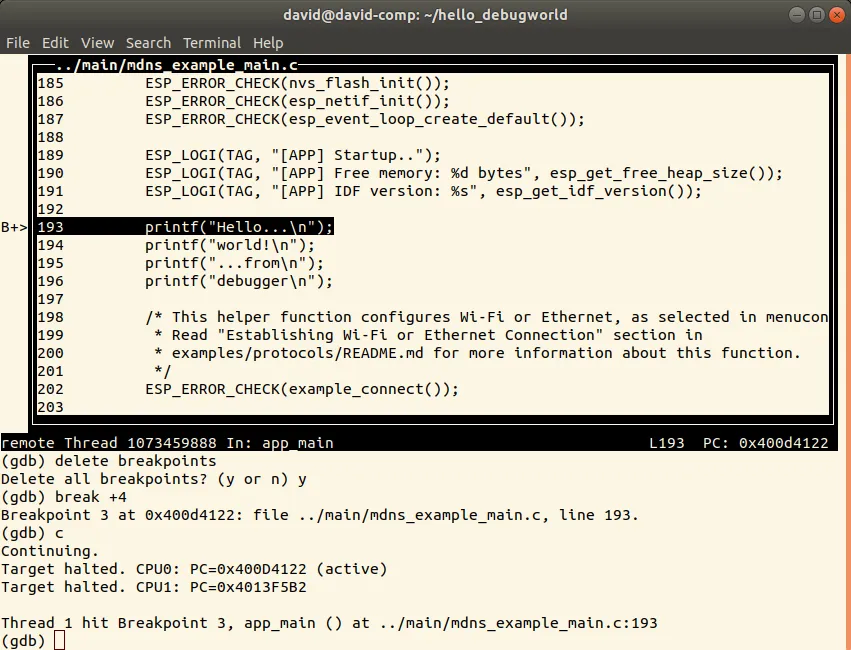 david@david-comp: ~/hello_debugworld
File Edit View Search Terminal Help
../main/mdns_example_main.c
185 ESP_ERROR_CHECK(nvs_flash_init());
186 ESP_ERROR_CHECK(esp_netif_init());
187 ESP_ERROR_CHECK(esp_event_loop_create_default());
188
189 ESP_LOGI(TAG, "[APP] Startup..");
190 ESP_LOGI(TAG, "[APP] Free memory: %d bytes", esp_get_free_heap_size());
191 ESP_LOGI(TAG, "[APP] IDF version: %s", esp_get_idf_version());
192
B+> 193 printf("Hello...\n");
194 printf("world!\n");
195 printf("...from\n");
196 printf("debugger\n");
197
198 /* This helper function configures Wi-Fi or Ethernet, as selected in menucon
199 * Read "Establishing Wi-Fi or Ethernet Connection" section in
200 * examples/protocols/README.md for more information about this function.
201 */
202 ESP_ERROR_CHECK(example_connect());
203
remote Thread 1073459888 In: app_main L193 PC: 0x400d4122
(gdb) delete breakpoints
Delete all breakpoints? (y or n) y
(gdb) break +4
Breakpoint 3 at 0x400d4122: file ../main/mdns_example_main.c, line 193.
(gdb) c
Continuing.
Target halted. CPU0: PC=0x400D4122 (active)
Target halted. CPU1: PC=0x4013F5B2
Thread 1 hit Breakpoint 3, app_main () at ../main/mdns_example_main.c:193
(gdb)